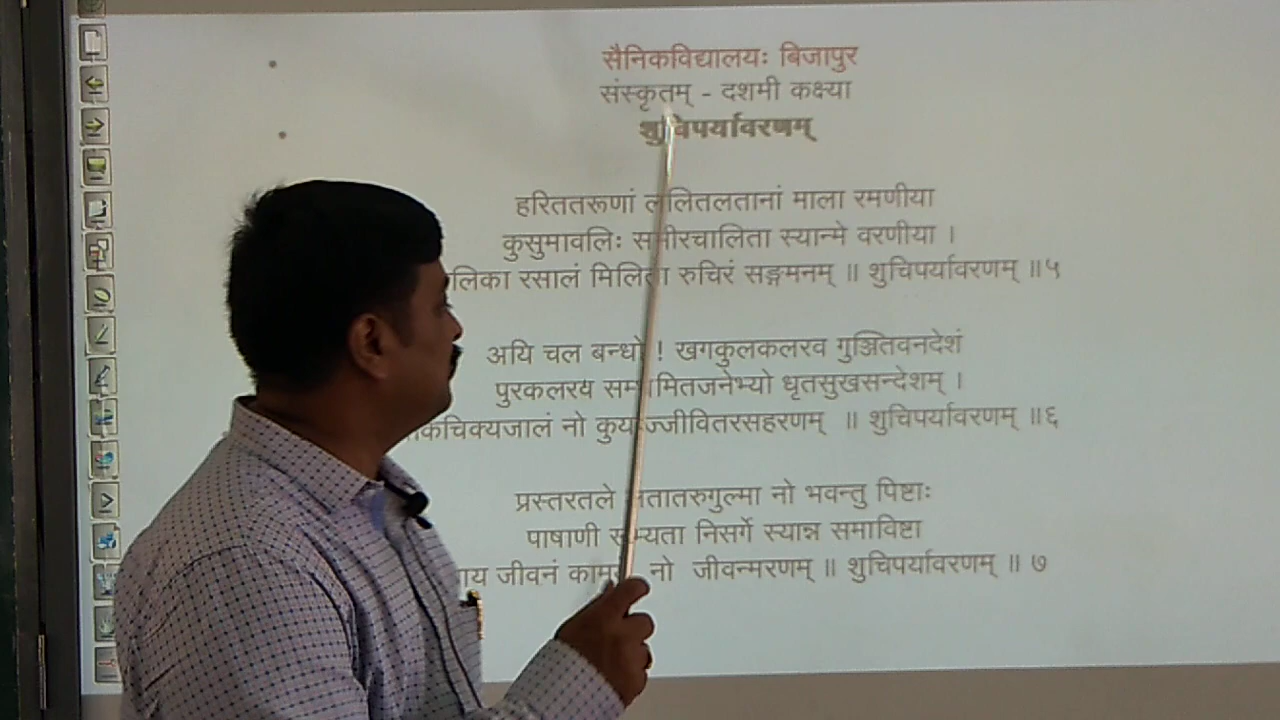 सैनिकविद्यालयः बिजापुर
संस्कृतम् - दशमी कक्ष्या
शुचिपर्यावरणम्
हरिततरूणां ललितलतानां माला रमणीया
कुसुमावलिः समीरचालिता स्यान्मे वरणीया ।
रसालं मिलिता रुचिरं सङ्गमनम् ॥ शुचिपर्यावरणम् ॥५
अयि चल बन्धो ! खगकुलकलरव गुञ्जितवनदेशं
पुरकलरव सम्भ्रमितजनेभ्यो धृतसुखसन्देशम् ।
नो कुर्याज्जीवितरसहरणम् ॥ शुचिपर्यावरणम् ॥६
प्रस्तरतले लतातरुगुल्मा नो भवन्तु पिष्टाः
पाषाणी सभ्यता निसर्गे स्यान्न समाविष्टा
जीवनं नो जीवन्मरणम् ॥ शुचिपर्यावरणम् ॥ ७